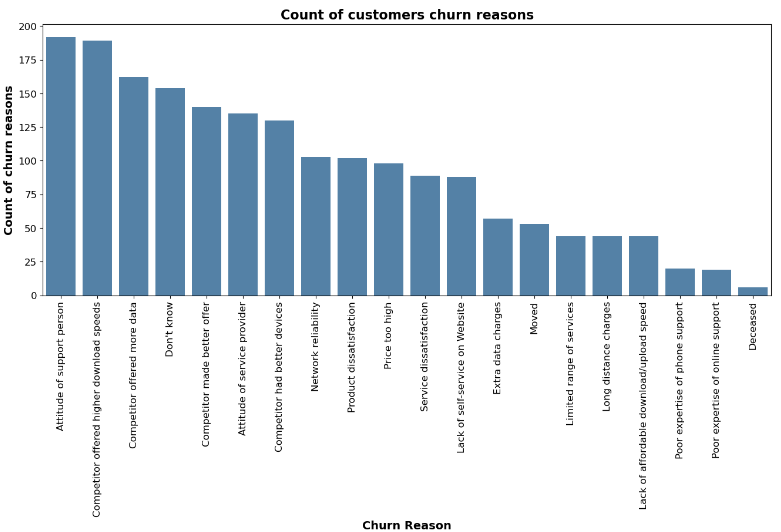 Count of customers churn reasons
Count of churn reasons
200
175
150
125
100
75
50
25
0
Attitude of support person
Competitor offered higher download speeds
Competitor offered more data
Don't know
Competitor made better offer
Attitude of service provider
Competitor had better devices
Network reliability
Product dissatisfaction
Price too high
Service dissatisfaction
Lack of self-service on Website
Extra data charges
Moved
Limited range of services
Long distance charges
Lack of affordable download/upload speed
Poor expertise of phone support
Poor expertise of online support
Deceased
Churn Reason